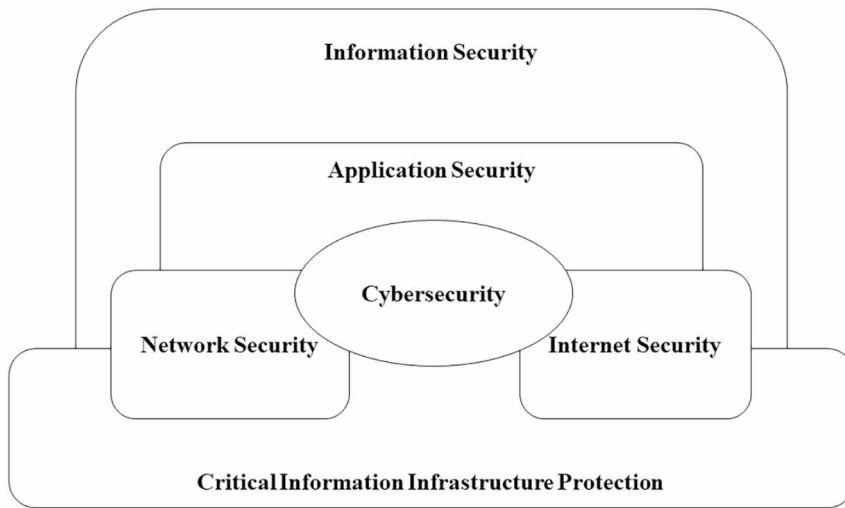 Information Security
Application Security
Cybersecurity
Network Security
Internet Security
Critical Information Infrastructure Protection